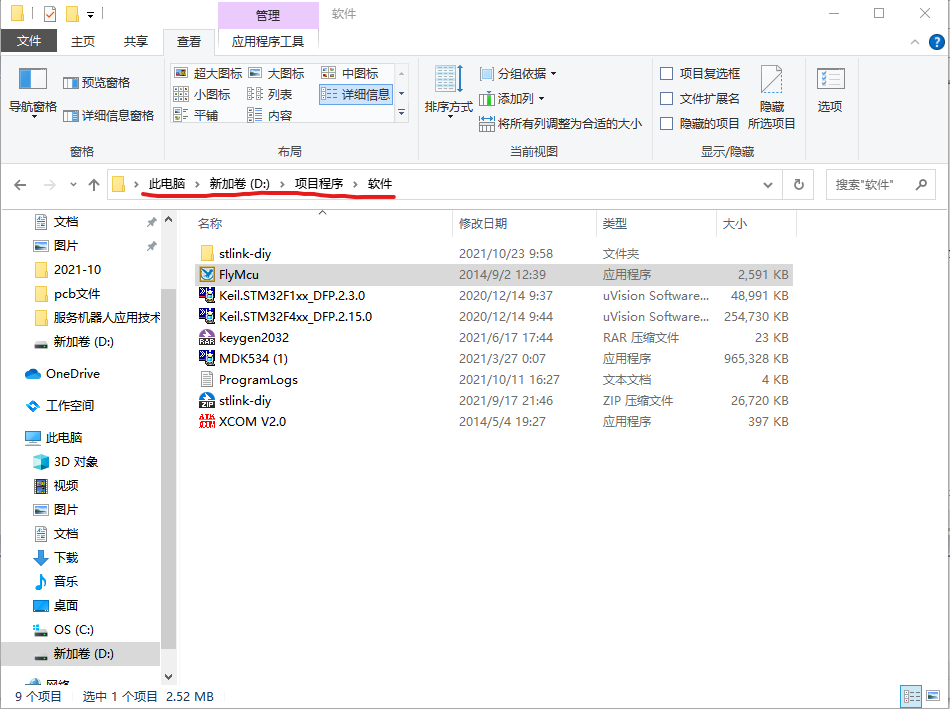 管理
软件
文件 主页 共享 查看 应用程序工具
导航窗格 预览窗格
详细信息窗格
窗格
超大图标 大图标 中图标
小图标 列表 详细信息
平铺 内容
布局
排序方式 分组依据
添加列
将所有列调整为合适的大小
当前视图
项目复选框
文件扩展名
隐藏的项目
隐藏
所选项目
显示/隐藏
选项
此电脑 › 新加卷 (D:) › 项目程序 › 软件
搜索"软件"
文档
图片
2021-10
pcb文件
服务机器人应用技术
新加卷 (D:)
OneDrive
工作空间
此电脑
3D 对象
视频
图片
文档
下载
音乐
桌面
OS (C:)
新加卷 (D:)
网络
名称 修改日期 类型 大小
stlink-diy 2021/10/23 9:58 文件夹
FlyMcu 2014/9/2 12:39 应用程序 2,591 KB
Keil.STM32F1xx_DFP.2.3.0 2020/12/14 9:37 uVision Software... 48,991 KB
Keil.STM32F4xx_DFP.2.15.0 2020/12/14 9:44 uVision Software... 254,730 KB
keygen2032 2021/6/17 17:44 RAR 压缩文件 23 KB
MDK534 (1) 2021/3/27 0:07 应用程序 965,328 KB
ProgramLogs 2021/10/11 16:27 文本文档 4 KB
stlink-diy 2021/9/17 21:46 ZIP 压缩文件 26,720 KB
XCOM V2.0 2014/5/4 19:27 应用程序 397 KB
9 个项目 选中 1 个项目 2.52 MB